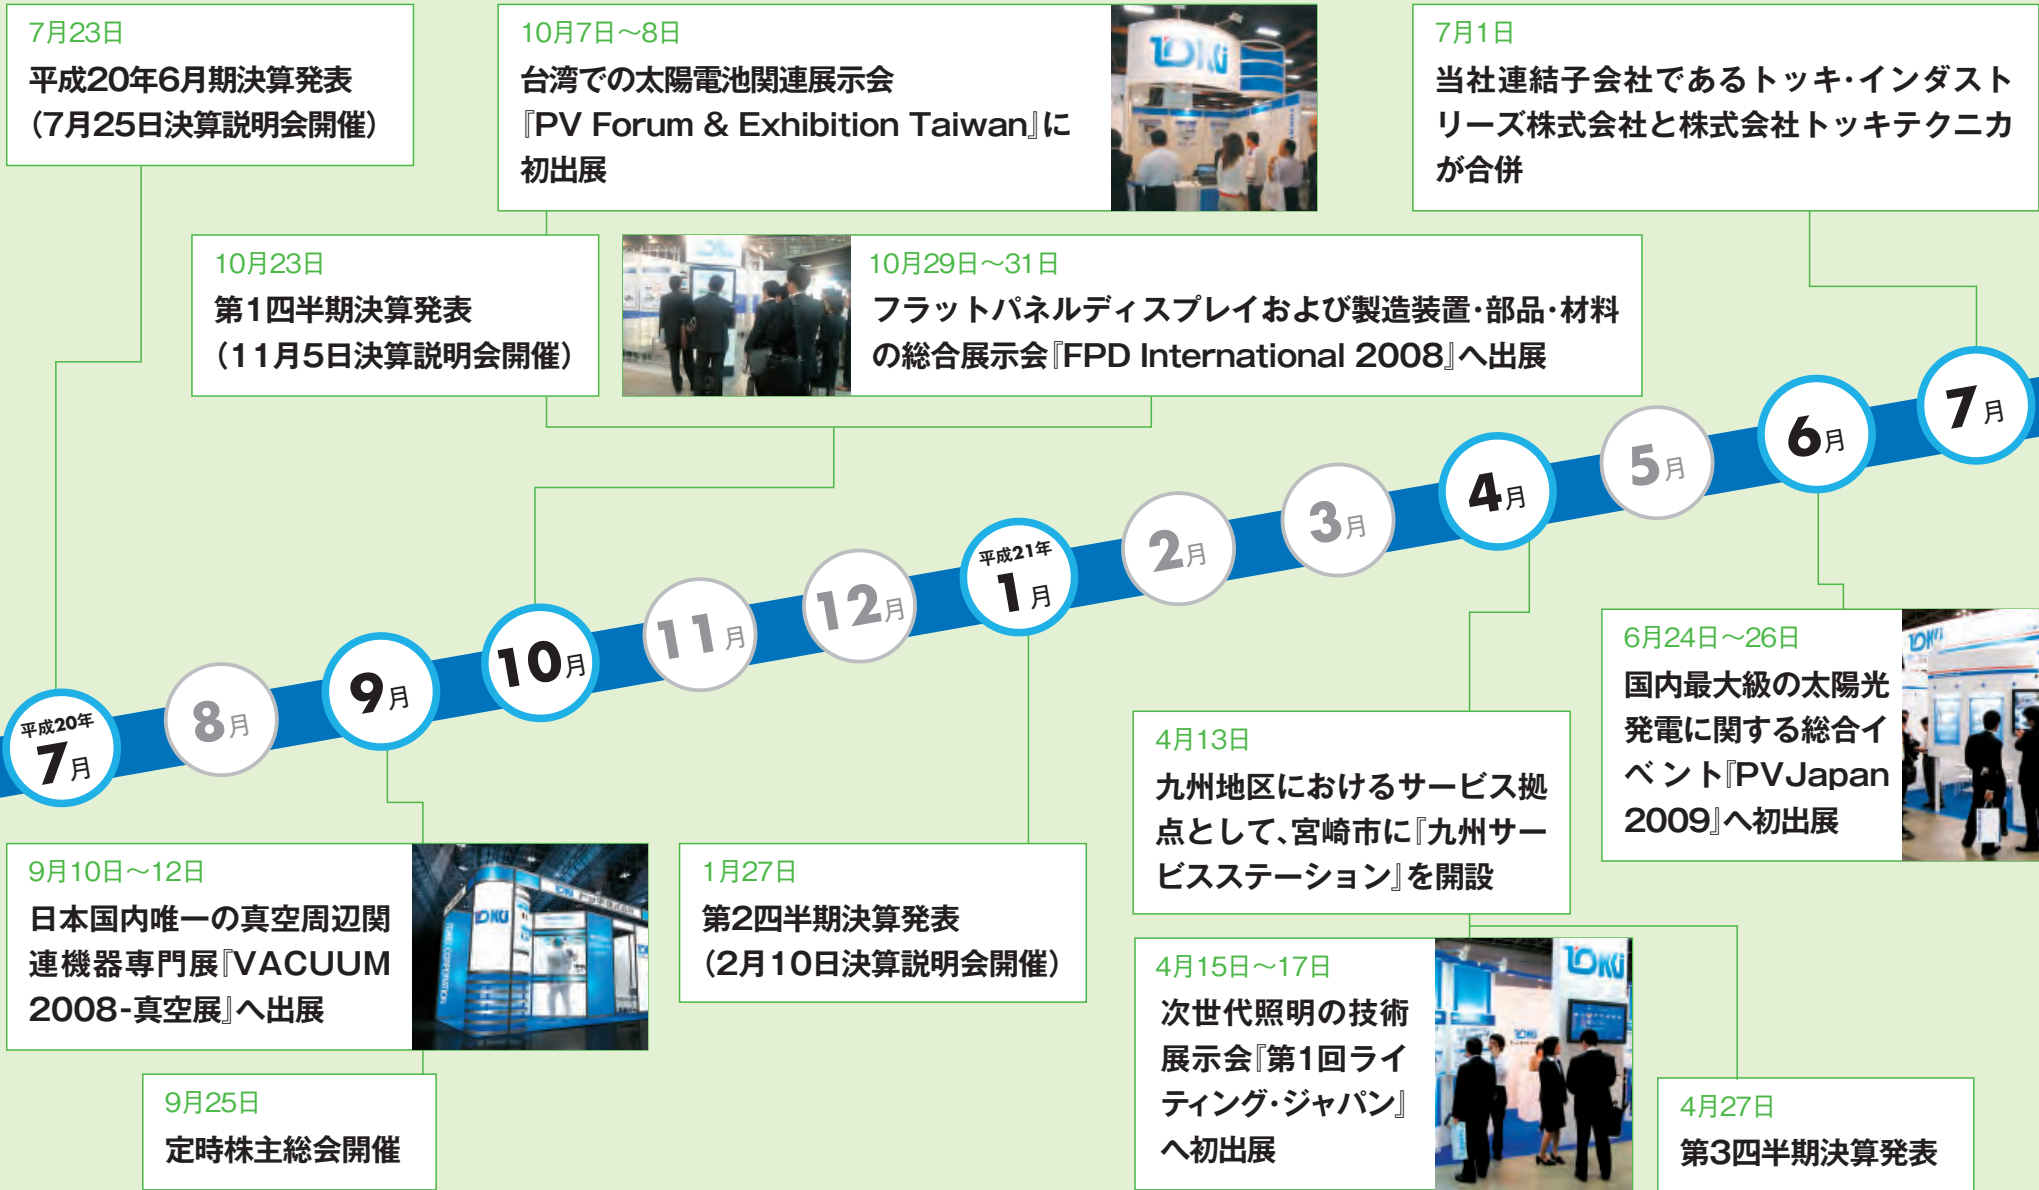 7月23日
平成20年6月期決算発表
（7月25日決算説明会開催）
10月7日～8日
台湾での太陽電池関連展示会
『PV Forum & Exhibition Taiwan』に
初出展
TOKKi
7月1日
当社連結子会社であるトッキ・インダスト
リーズ株式会社と株式会社トッキテクニカ
が合併
10月23日
第1四半期決算発表
（11月5日決算説明会開催）
10月29日～31日
フラットパネルディスプレイおよび製造装置・部品・材料
の総合展示会『FPD International 2008』へ出展
平成20年
7月
8月
9月
10月
11月
12月
平成21年
1月
2月
3月
4月
5月
6月
7月
9月10日～12日
日本国内唯一の真空周辺関
連機器専門展『VACUUM
2008-真空展』へ出展
TOKKi
TOKKI CORPORATION
9月25日
定時株主総会開催
1月27日
第2四半期決算発表
（2月10日決算説明会開催）
4月13日
九州地区におけるサービス拠
点として、宮崎市に『九州サー
ビスステーション』を開設
4月15日～17日
次世代照明の技術
展示会『第1回ライ
ティング・ジャパン』
へ初出展
TOKKi
TOKKi
4月27日
第3四半期決算発表
6月24日～26日
国内最大級の太陽光
発電に関する総合イ
ベント『PVJapan
2009』へ初出展
TOKKi